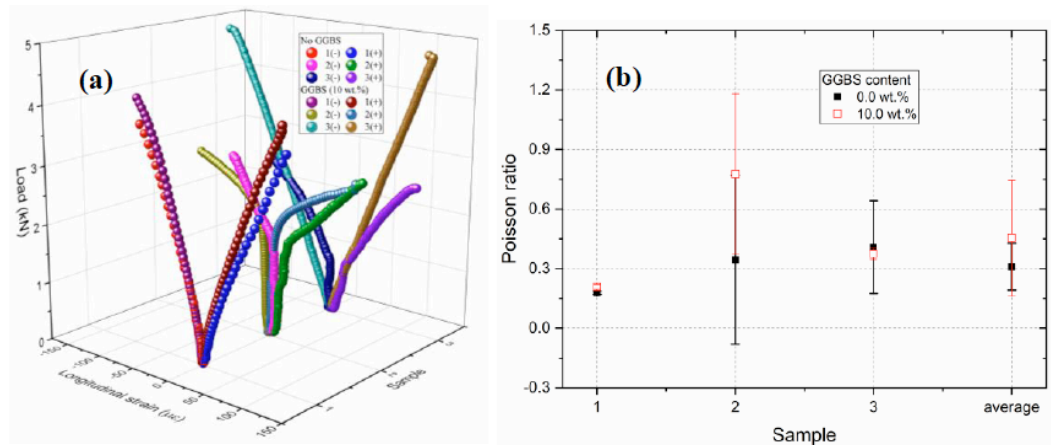 (a)
No GGBS
1(-) 1(+)
2(-) 2(+)
3(-) 3(+)
GGBS (10 wt.%)
1(-) 1(+)
2(-) 2(+)
3(-) 3(+)
Load (kN)
5
4
3
2
1
0
-150
-100
-50
0
50
100
150
Longitudinal strain (με)
1
2
3
Sample
(b)
GGBS content
0.0 wt.%
10.0 wt.%
Poisson ratio
1.5
1.2
0.9
0.6
0.3
0.0
-0.3
1 2 3 average
Sample